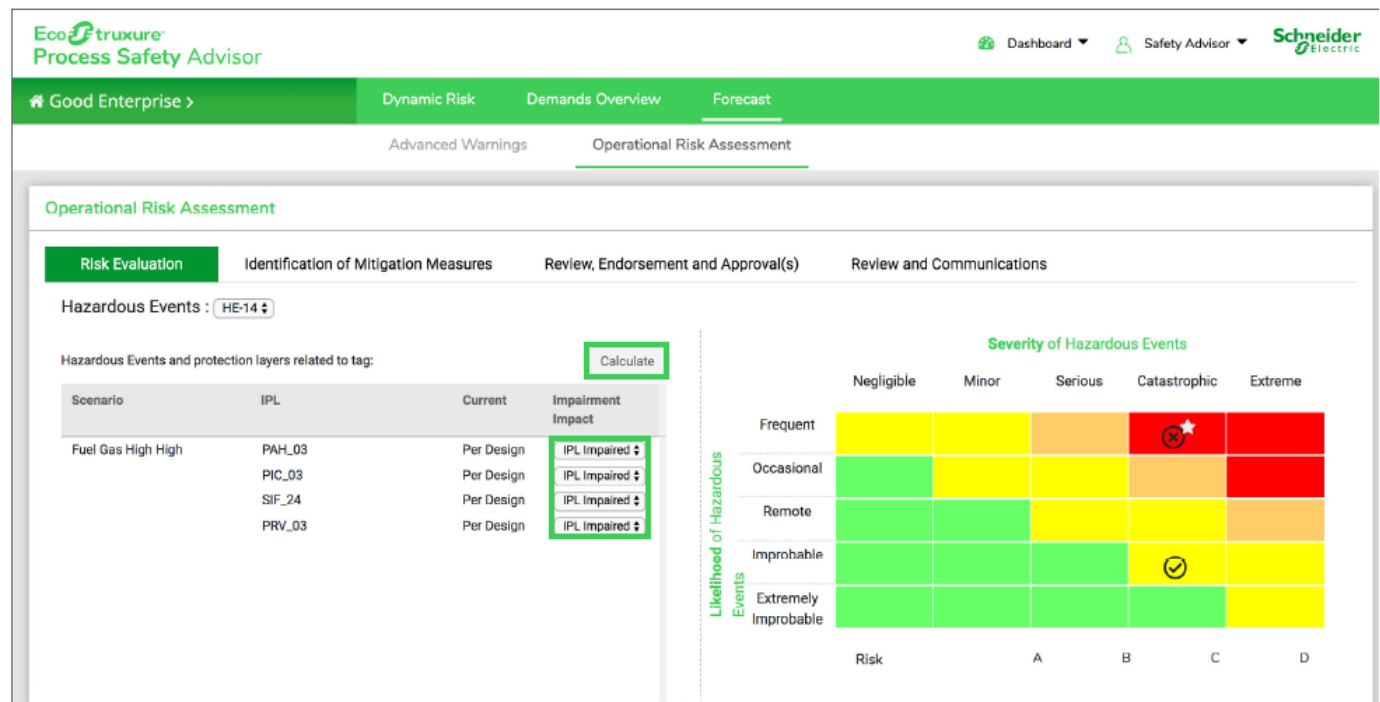 EcoStruxure
Process Safety Advisor
Dashboard
Safety Advisor
Schneider
Electric
Good Enterprise >
Dynamic Risk
Demands Overview
Forecast
Advanced Warnings
Operational Risk Assessment
Operational Risk Assessment
Risk Evaluation
Identification of Mitigation Measures
Review, Endorsement and Approval(s)
Review and Communications
Hazardous Events : HE-14
Hazardous Events and protection layers related to tag:
Calculate
Scenario IPL Current Impairment
Impact
Fuel Gas High High PAH_03 Per Design IPL Impaired
PIC_03 Per Design IPL Impaired
SIF_24 Per Design IPL Impaired
PRV_03 Per Design IPL Impaired
Severity of Hazardous Events
Negligible Minor Serious Catastrophic Extreme
Likelihood of Hazardous
Events
Frequent
Occasional
Remote
Improbable
Extremely
Improbable
Risk A B C D